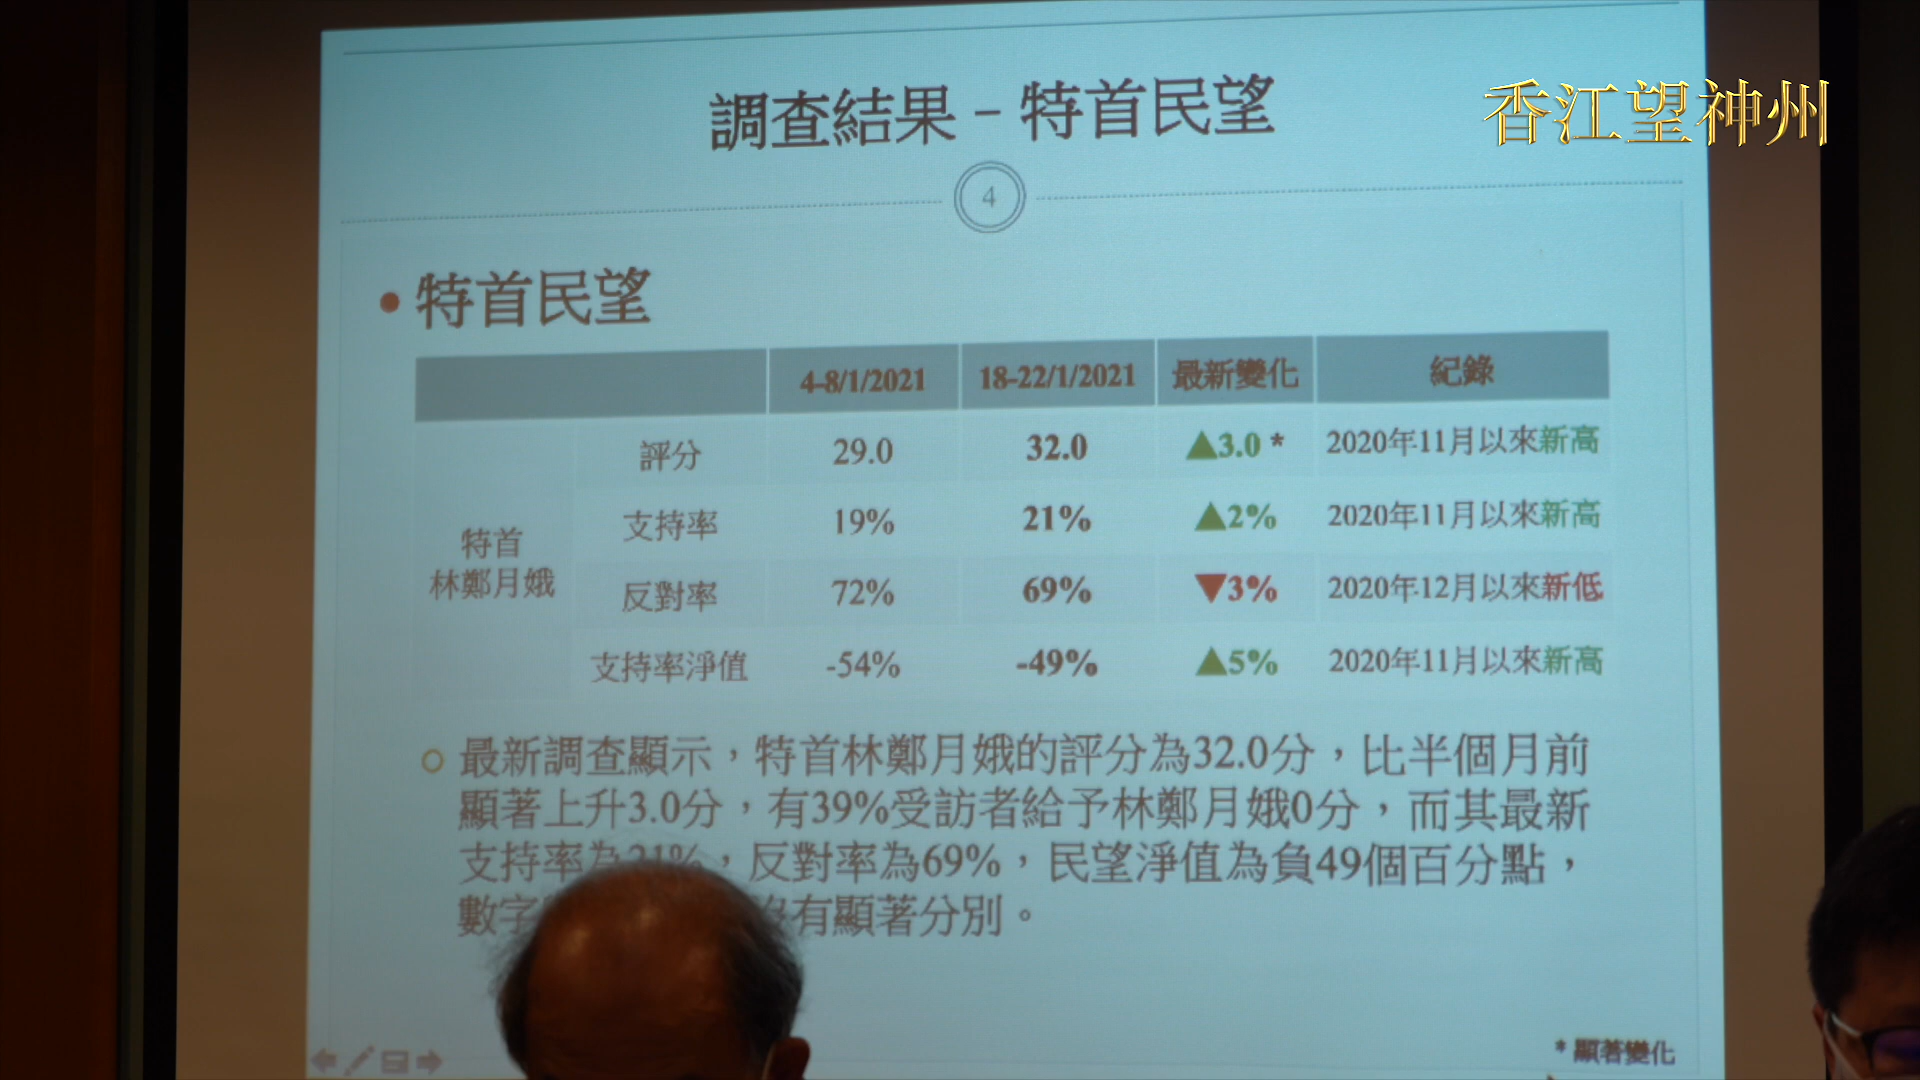 調查結果 – 特首民望
香江望神州
4
特首民望
4-8/1/2021 18-22/1/2021 最新變化 紀錄
評分 29.0 32.0 ▲3.0 * 2020年11月以來新高
支持率 19% 21% ▲2% 2020年11月以來新高
特首
林鄭月娥
反對率 72% 69% ▼3% 2020年12月以來新低
支持率淨值 -54% -49% ▲5% 2020年11月以來新高
最新調查顯示，特首林鄭月娥的評分為32.0分，比半個月前
顯著上升3.0分，有39%受訪者給予林鄭月娥0分，而其最新
支持率為21%，反對率為69%，民望淨值為負49個百分點，
數字 沒有顯著分別。
* 顯著變化